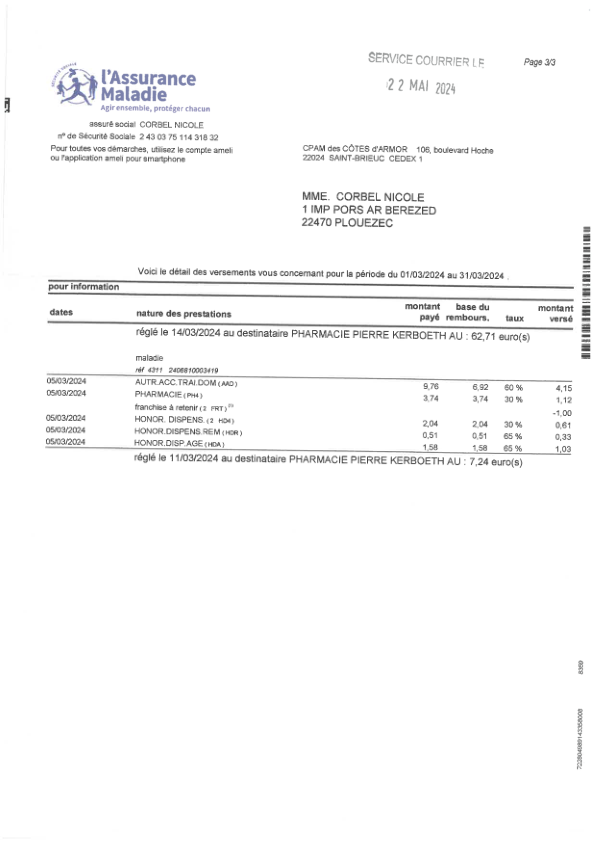 SERVICE COURRIER LE
Page 3/3
22 MAI 2024
SÉCURITÉ SOCIALE
l'Assurance
Maladie
Agir ensemble, protéger chacun
assuré social CORBEL NICOLE
n° de Sécurité Sociale 2 43 03 75 114 318 32
Pour toutes vos démarches, utilisez le compte ameli
ou l'application ameli pour smartphone
CPAM des CÔTES d'ARMOR 106, boulevard Hoche
22024 SAINT-BRIEUC CEDEX 1
MME. CORBEL NICOLE
1 IMP PORS AR BEREZED
22470 PLOUEZEC
Voici le détail des versements vous concernant pour la période du 01/03/2024 au 31/03/2024 .
pour information
dates nature des prestations montant payé base du rembours. taux montant versé
réglé le 14/03/2024 au destinataire PHARMACIE PIERRE KERBOETH AU : 62,71 euro(s)
maladie
réf 4311 2406810003419
05/03/2024 AUTR.ACC.TRAI.DOM (AAD) 9,76 6,92 60 % 4,15
05/03/2024 PHARMACIE (PH4) 3,74 3,74 30 % 1,12
franchise à retenir (2 FRT) -1,00
05/03/2024 HONOR. DISPENS. (2 HD4) 2,04 2,04 30 % 0,61
05/03/2024 HONOR.DISPENS.REM (HDR) 0,51 0,51 65 % 0,33
05/03/2024 HONOR.DISP.AGE (HDA) 1,58 1,58 65 % 1,03
réglé le 11/03/2024 au destinataire PHARMACIE PIERRE KERBOETH AU : 7,24 euro(s)
8369